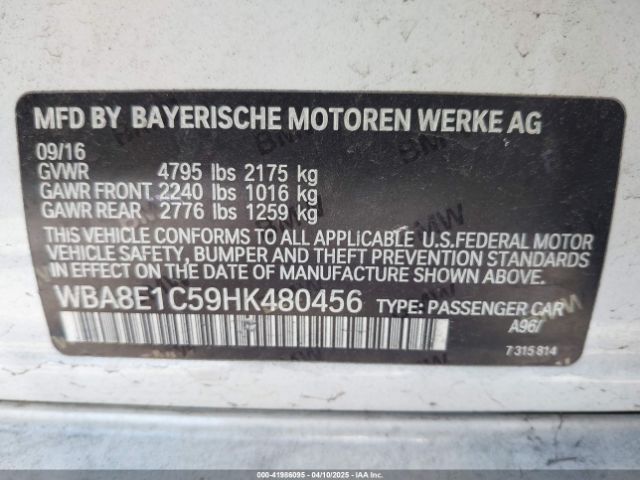 MFD BY BAYERISCHE MOTOREN WERKE AG
09/16
GVWR 4795 lbs 2175 kg
GAWR FRONT 2240 lbs 1016 kg
GAWR REAR 2776 lbs 1259 kg
THIS VEHICLE CONFORMS TO ALL APPLICABLE U.S.FEDERAL MOTOR
VEHICLE SAFETY, BUMPER AND THEFT PREVENTION STANDARDS
IN EFFECT ON THE DATE OF MANUFACTURE SHOWN ABOVE.
WBA8E1C59HK480456 TYPE: PASSENGER CAR
A96/
7 315 814
000-41986095 - 04/10/2025 - IAAI.COM